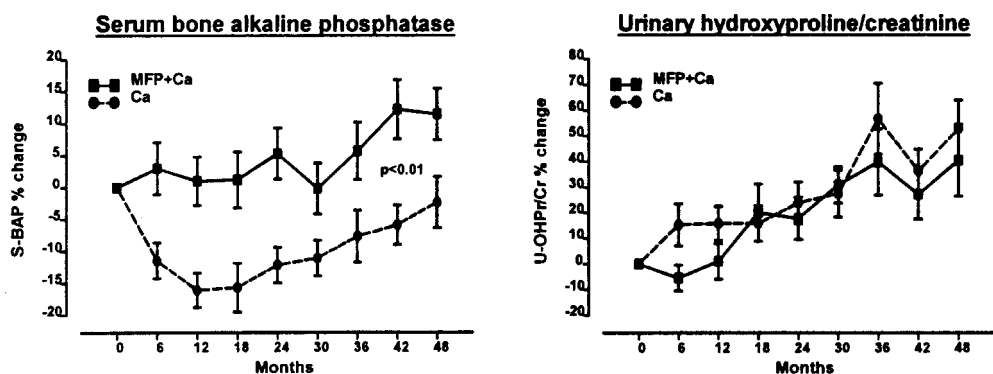 Serum bone alkaline phosphatase
20
15
10
5
0
-5
-10
-15
-20
S-BAP % change
MFP+Ca
Ca
p<0.01
0 6 12 18 24 30 36 42 48
Months
Urinary hydroxyproline/creatinine
80
70
60
50
40
30
20
10
0
-10
-20
U-OHPr/Cr % change
MFP+Ca
Ca
0 6 12 18 24 30 36 42 48
Months